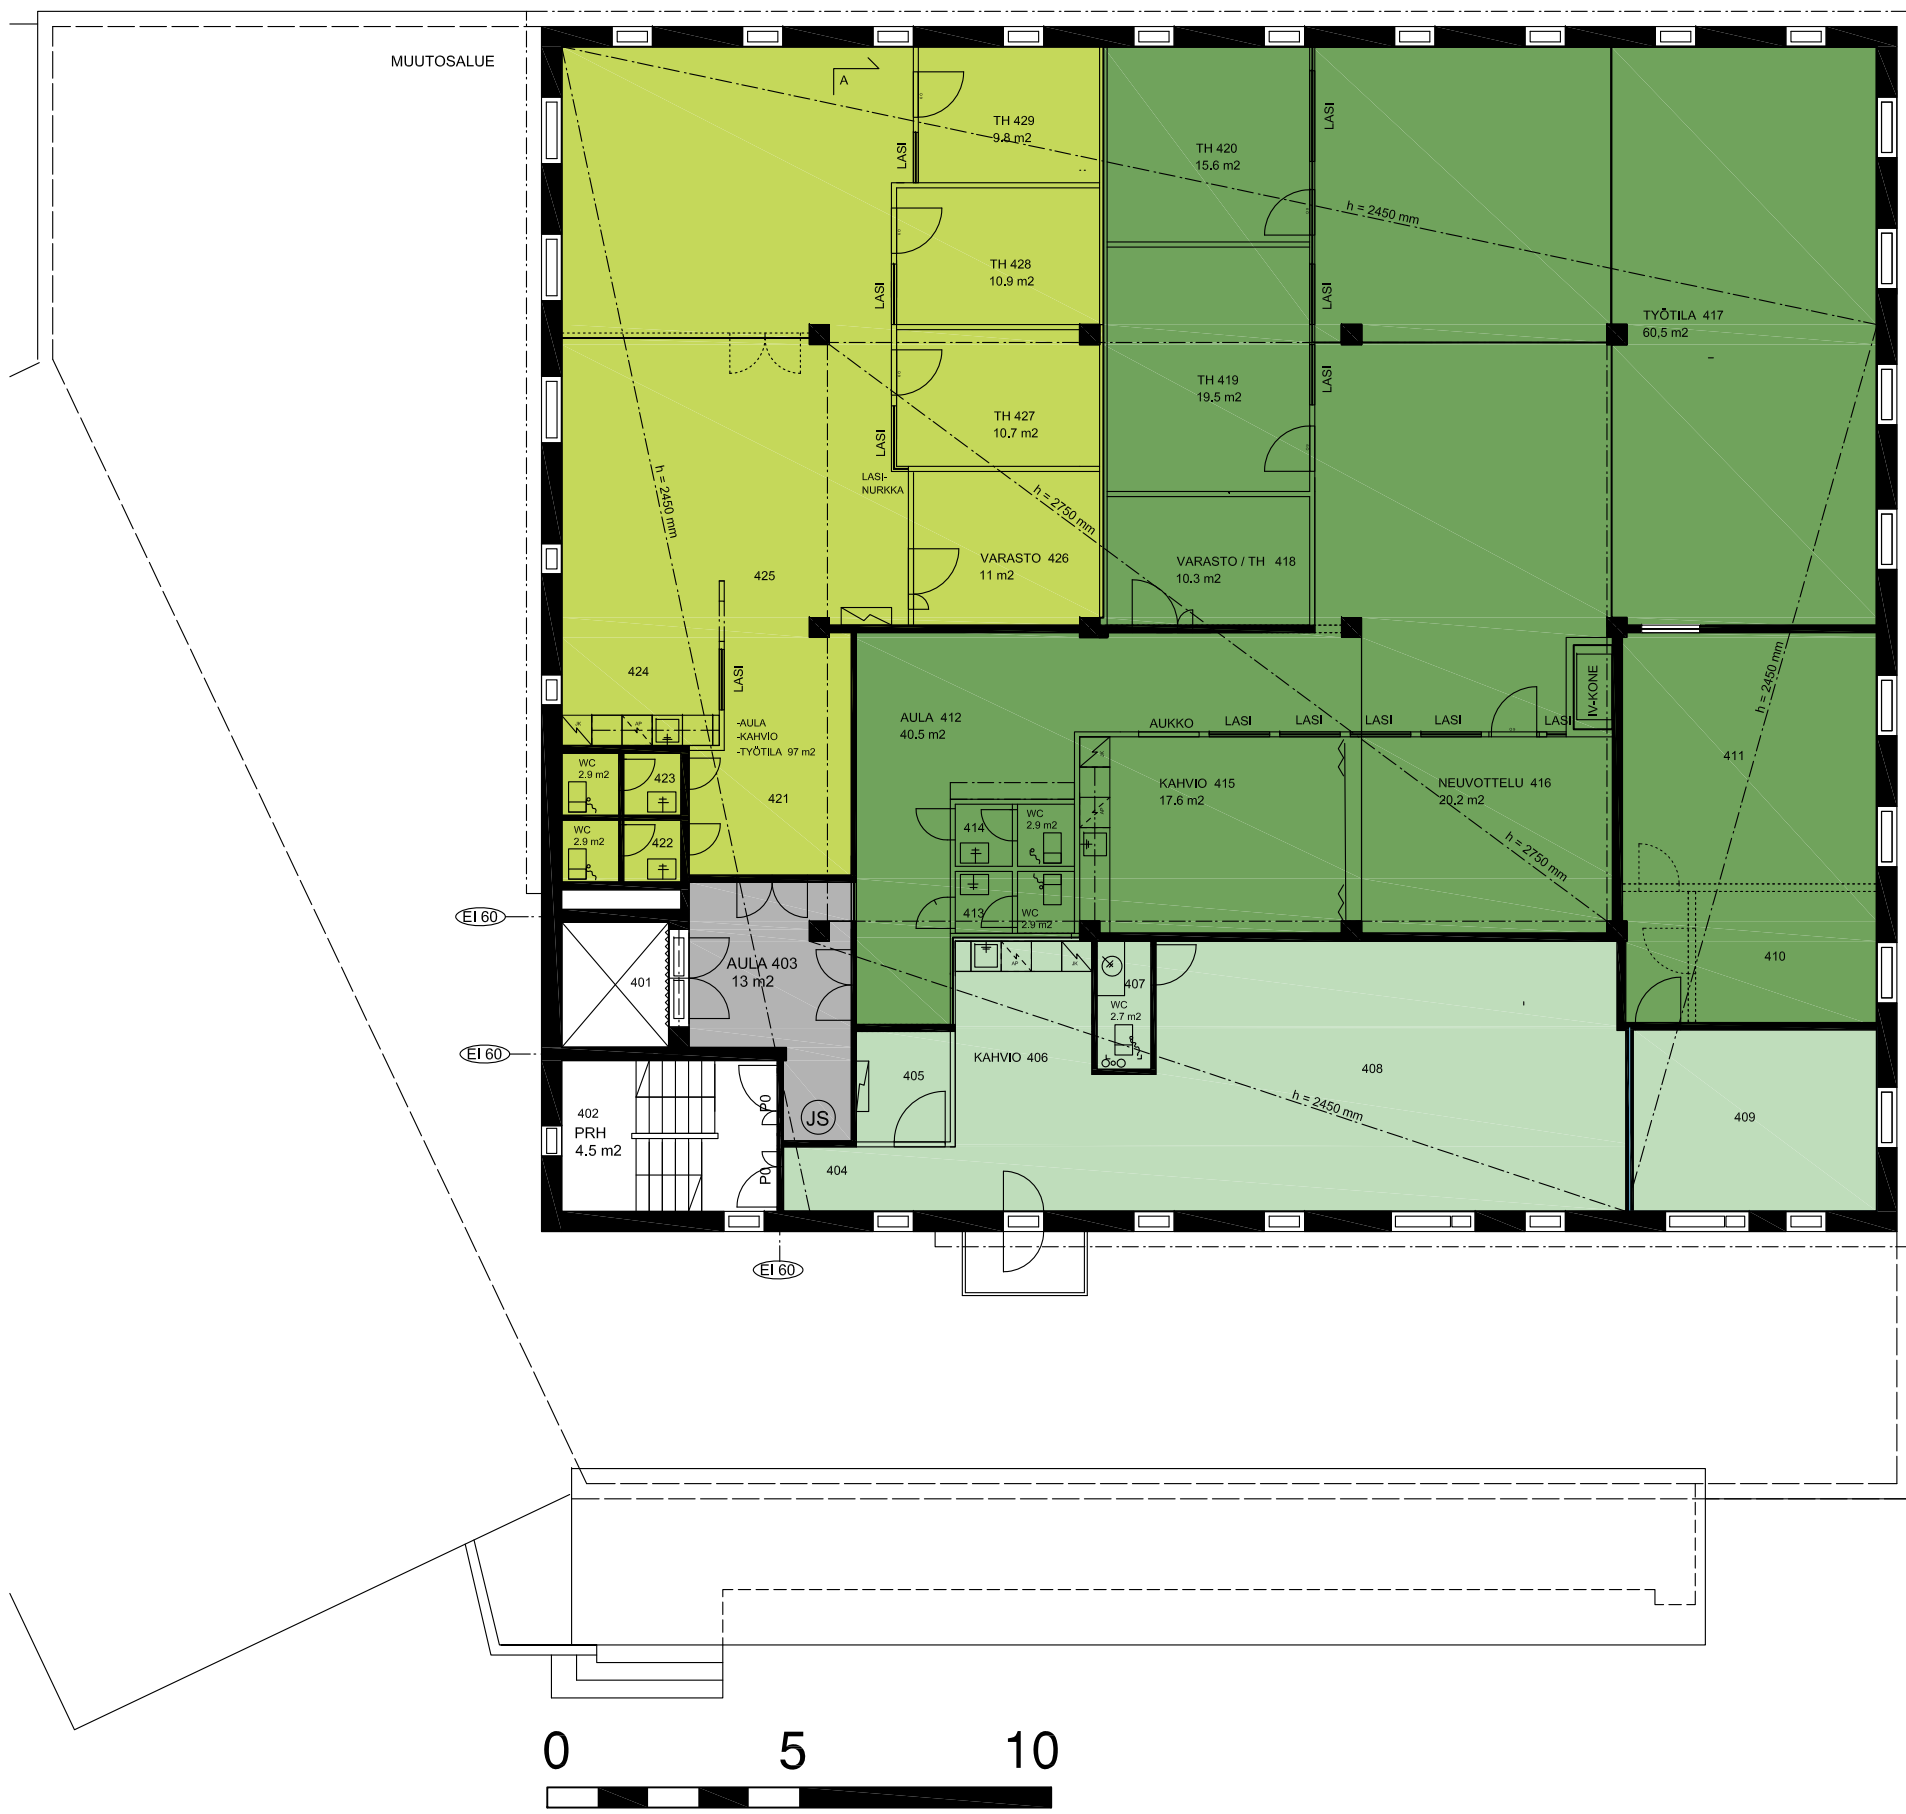 MUUTOSALUE
A
TH 429
9.8 m2
LASI
LASI
TH 420
15.6 m2
h = 2450 mm
TH 428
10.9 m2
LASI
LASI
TYÖTILA 417
60,5 m2
TH 419
19.5 m2
LASI
TH 427
10.7 m2
LASI
LASI-
NURKKA
h = 2450 mm
h = 2750 mm
VARASTO 426
11 m2
VARASTO / TH 418
10.3 m2
425
424
LASI
JK
AP
-AULA
-KAHVIO
-TYÖTILA 97 m2
AULA 412
40.5 m2
AUKKO
LASI
LASI
LASI
LASI
LASI
IV-KONE
h = 2450 mm
411
WC
2.9 m2
423
421
KAHVIO 415
17.6 m2
NEUVOTTELU 416
20.2 m2
JK
AP
WC
2.9 m2
422
414
WC
2.9 m2
h = 2750 mm
413
WC
2.9 m2
EI 60
AULA 403
13 m2
401
AP
JK
407
WC
2.7 m2
410
EI 60
KAHVIO 406
405
408
h = 2450 mm
409
402
PRH
4.5 m2
P0
P0
JS
404
EI 60
0 5 10